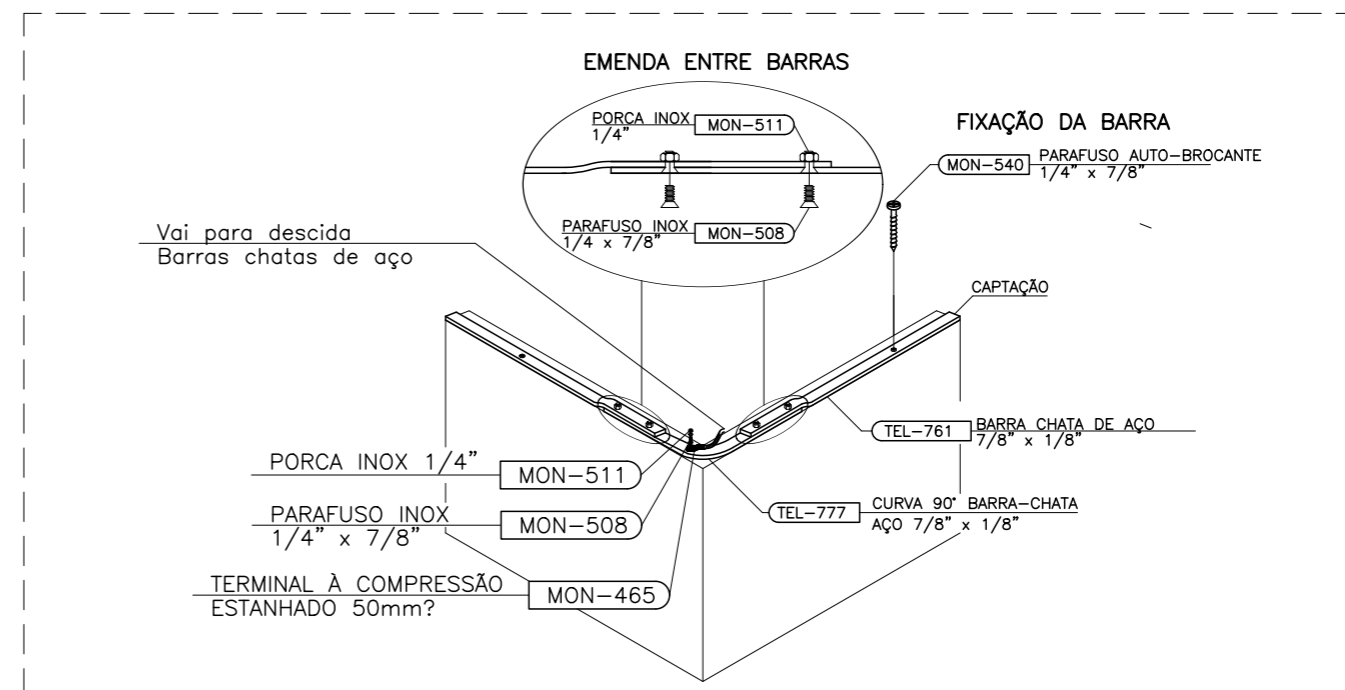 EMENDA ENTRE BARRAS
PORCA INOX
1/4"
MON-511
FIXAÇÃO DA BARRA
MON-540
PARAFUSO AUTO-BROCANTE
1/4" x 7/8"
PARAFUSO INOX
1/4 x 7/8"
MON-508
Vai para descida
Barras chatas de aço
CAPTAÇÃO
TEL-761
BARRA CHATA DE AÇO
7/8" x 1/8"
PORCA INOX 1/4"
MON-511
TEL-777
CURVA 90° BARRA-CHATA
AÇO 7/8" x 1/8"
PARAFUSO INOX
1/4" x 7/8"
MON-508
TERMINAL À COMPRESSÃO
ESTANHADO 50mm?
MON-465